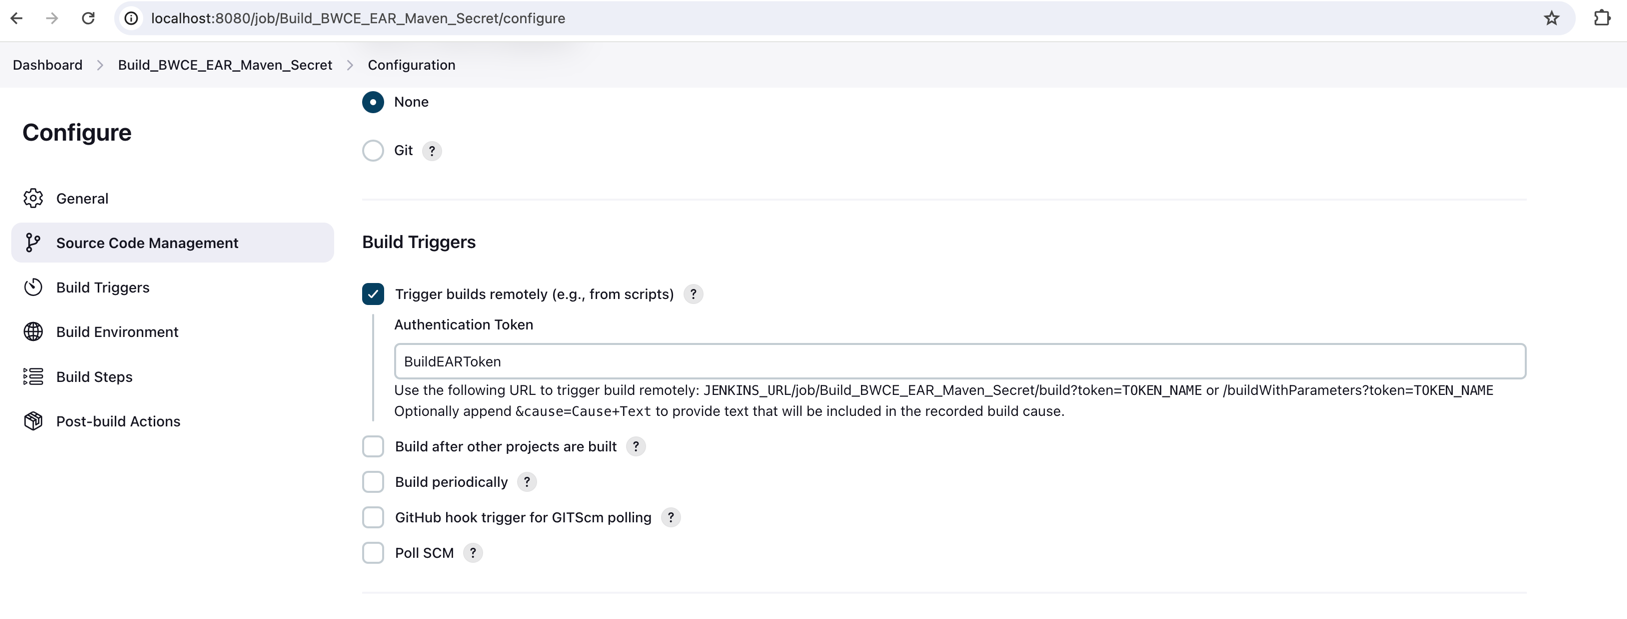 localhost:8080/job/Build_BWCE_EAR_Maven_Secret/configure
Dashboard > Build_BWCE_EAR_Maven_Secret > Configuration
Configure
General
Source Code Management
Build Triggers
Build Environment
Build Steps
Post-build Actions
None
Git ?
Build Triggers
Trigger builds remotely (e.g., from scripts) ?
Authentication Token
BuildEARToken
Use the following URL to trigger build remotely: JENKINS_URL/job/Build_BWCE_EAR_Maven_Secret/build?token=TOKEN_NAME or /buildWithParameters?token=TOKEN_NAME
Optionally append &cause=Cause+Text to provide text that will be included in the recorded build cause.
Build after other projects are built ?
Build periodically ?
GitHub hook trigger for GITScm polling ?
Poll SCM ?